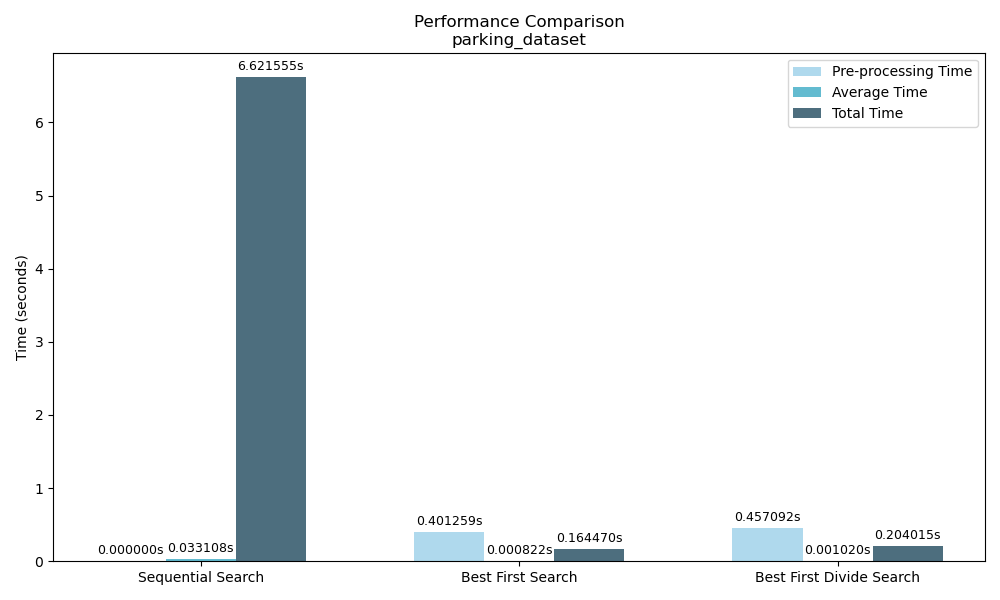 Performance Comparison
parking_dataset
Pre-processing Time
Average Time
Total Time
Time (seconds)
6
5
4
3
2
1
0
0.000000s
0.033108s
6.621555s
0.401259s
0.000822s
0.164470s
0.457092s
0.001020s
0.204015s
Sequential Search
Best First Search
Best First Divide Search